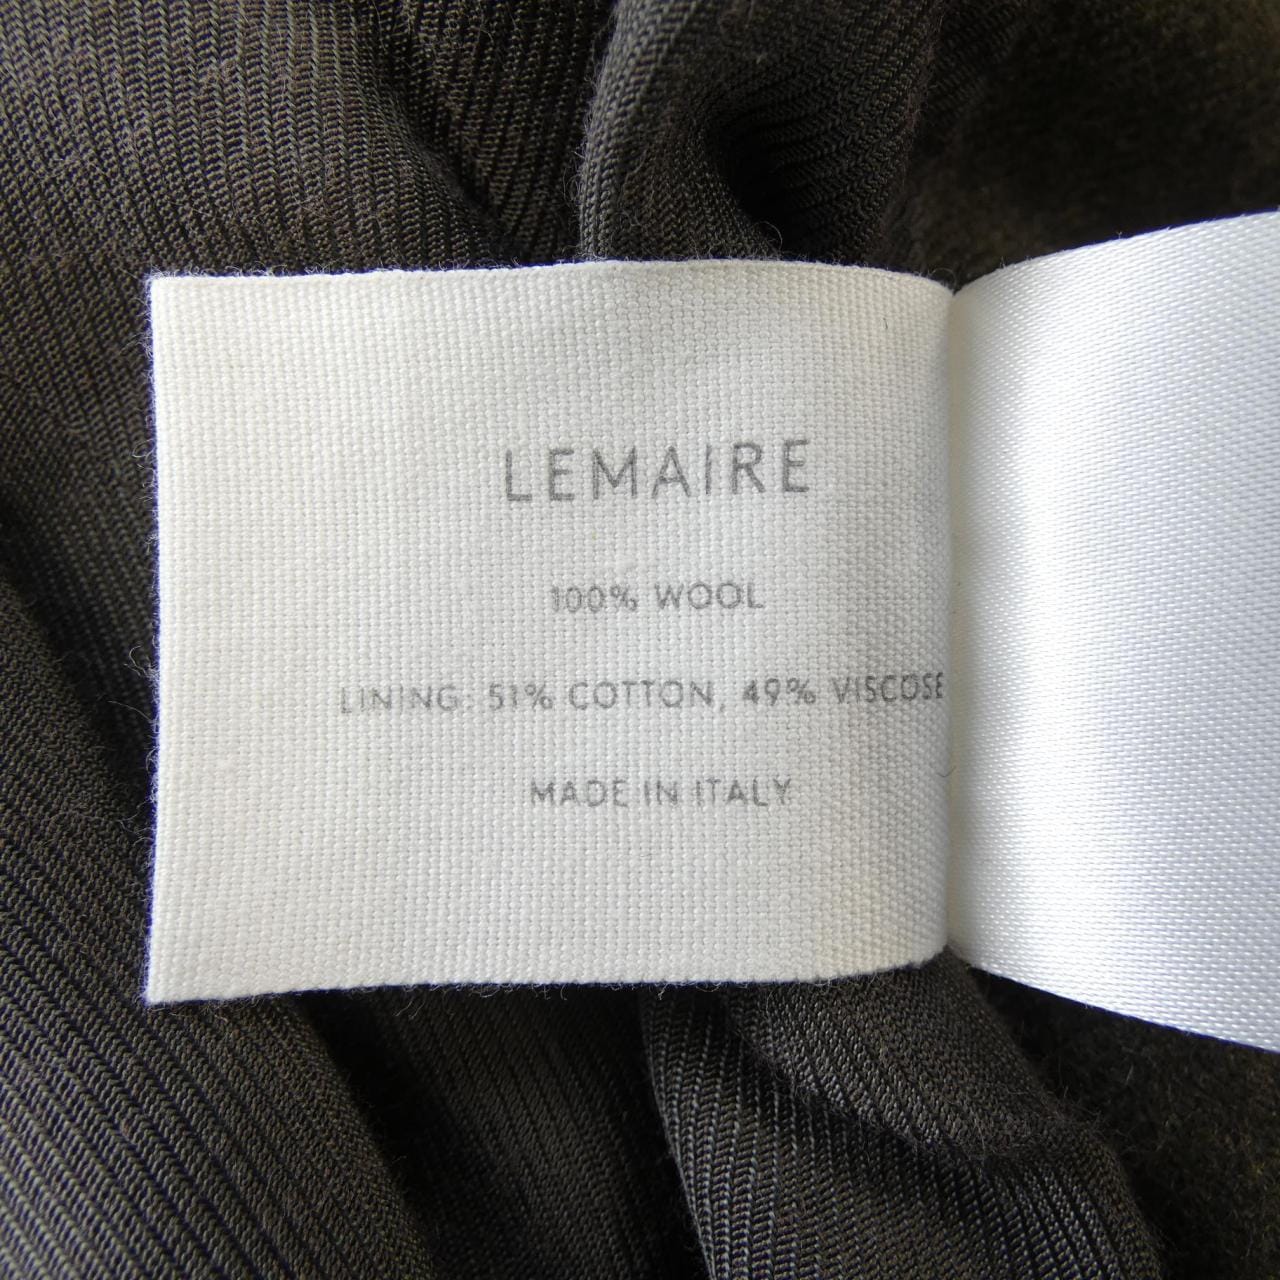 LEMAIRE
100% WOOL
LINING: 51% COTTON, 49% VISCOSE
MADE IN ITALY